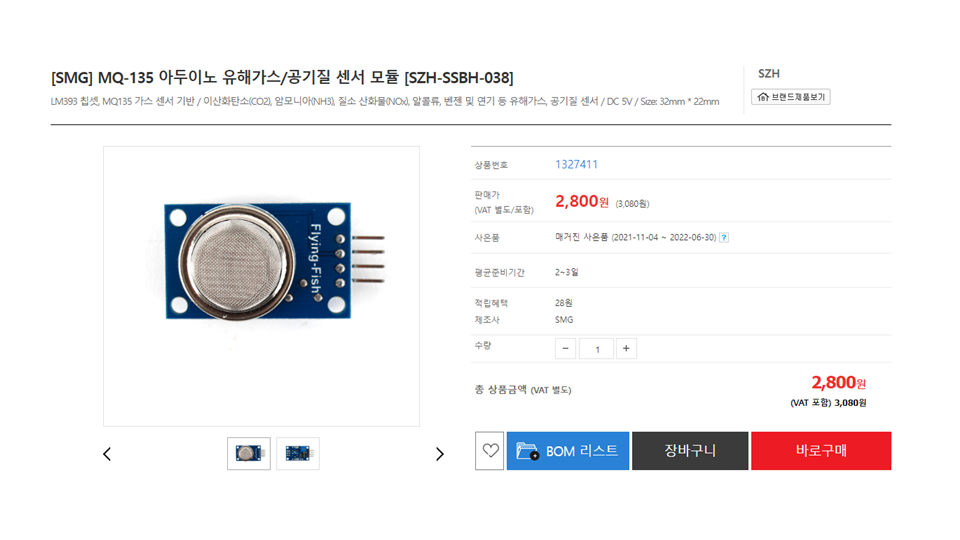 [SMG] MQ-135 아두이노 유해가스/공기질 센서 모듈 [SZH-SSBH-038]
LM393 칩셋, MQ135 가스 센서 기반 / 이산화탄소(CO2), 암모니아(NH3), 질소 산화물(NOx), 알콜류, 벤젠 및 연기 등 유해가스, 공기질 센서 / DC 5V / Size: 32mm * 22mm
SZH
브랜드제품보기
Flying-Fish
상품번호 1327411
판매가
(VAT 별도/포함) 2,800원 (3,080원)
사은품 매거진 사은품 (2021-11-04 ~ 2022-06-30) ?
평균준비기간 2~3일
적립혜택 28원
제조사 SMG
수량 − 1 +
총 상품금액 (VAT 별도) 2,800원
(VAT 포함) 3,080원
BOM 리스트 장바구니 바로구매